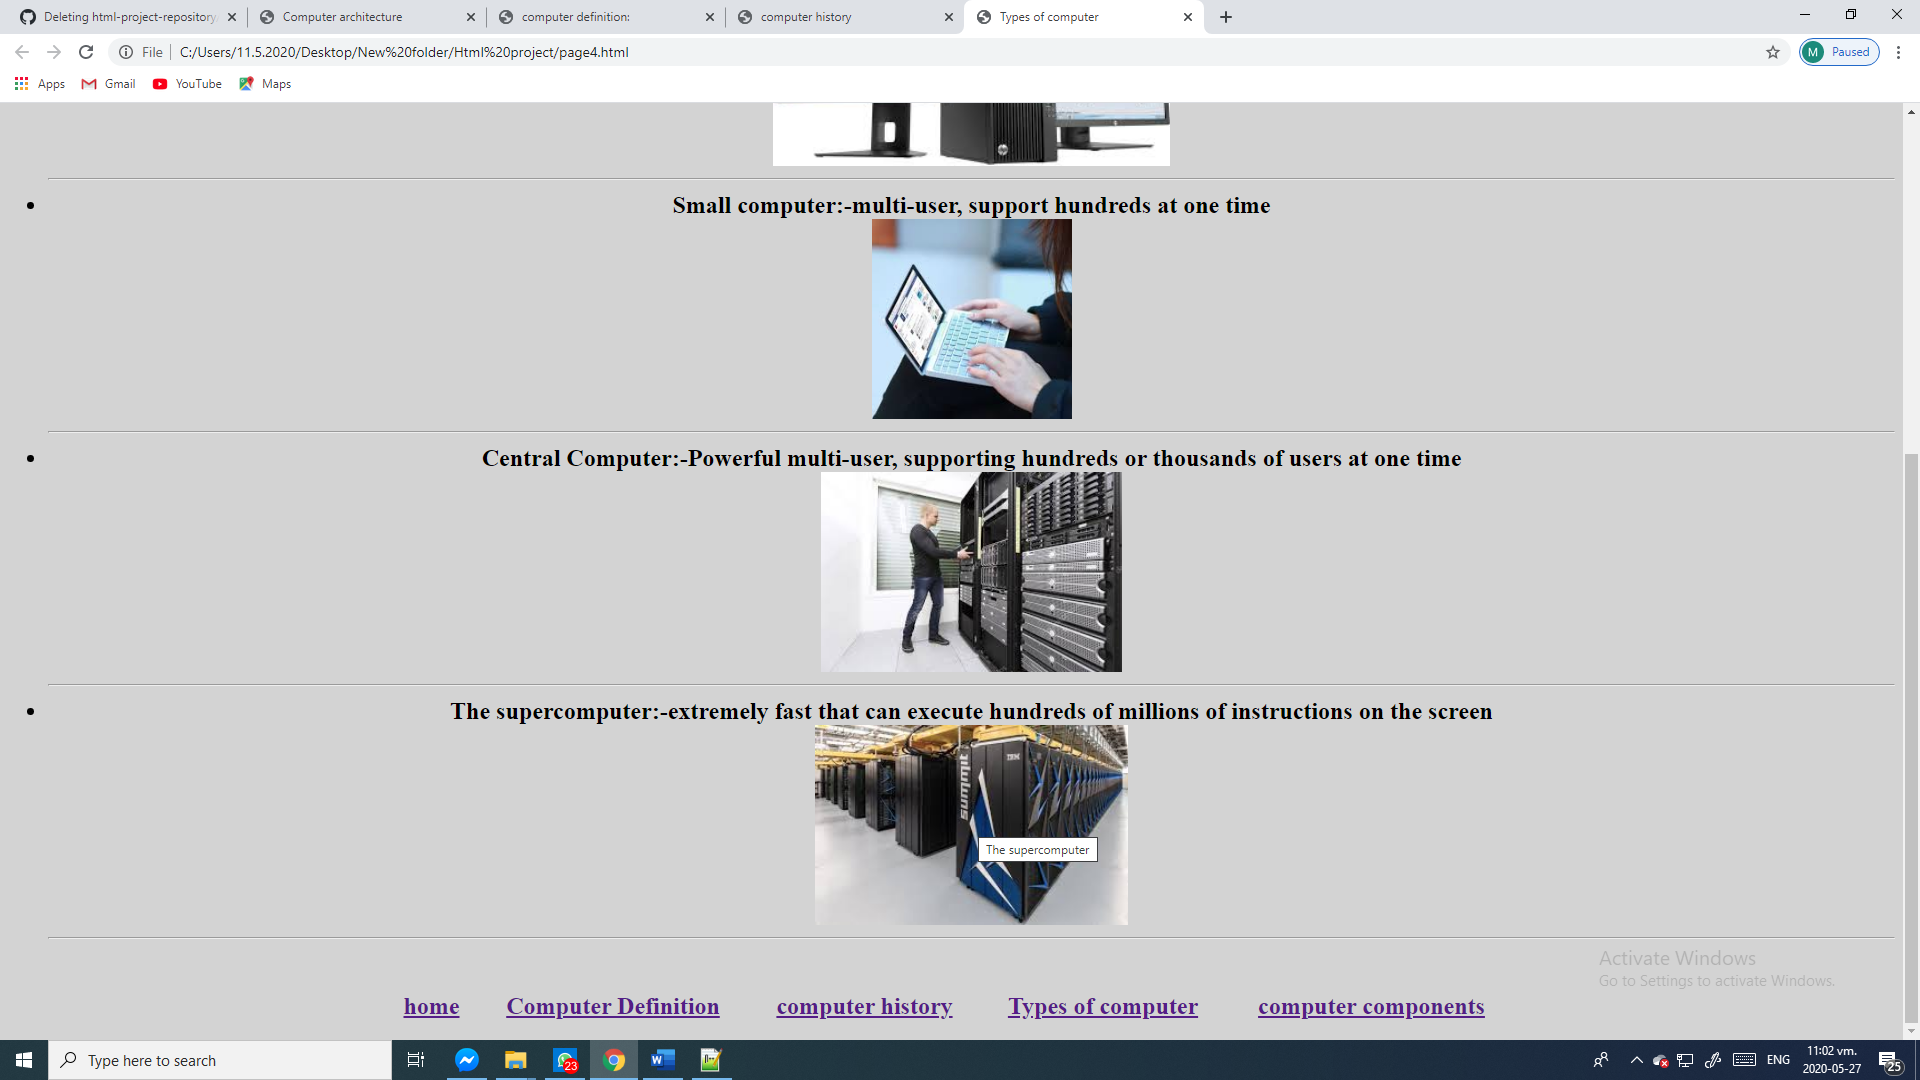 Deleting html-project-repository
Computer architecture
computer definition:
computer history
Types of computer
File
C:/Users/11.5.2020/Desktop/New%20folder/Html%20project/page4.html
M
Paused
Apps
Gmail
YouTube
Maps
Small computer:-multi-user, support hundreds at one time
Central Computer:-Powerful multi-user, supporting hundreds or thousands of users at one time
The supercomputer:-extremely fast that can execute hundreds of millions of instructions on the screen
SUMMIT
IBM
The supercomputer
Activate Windows
Go to Settings to activate Windows.
home
Computer Definition
computer history
Types of computer
computer components
Type here to search
23
ENG
11:02 vm.
2020-05-27
25